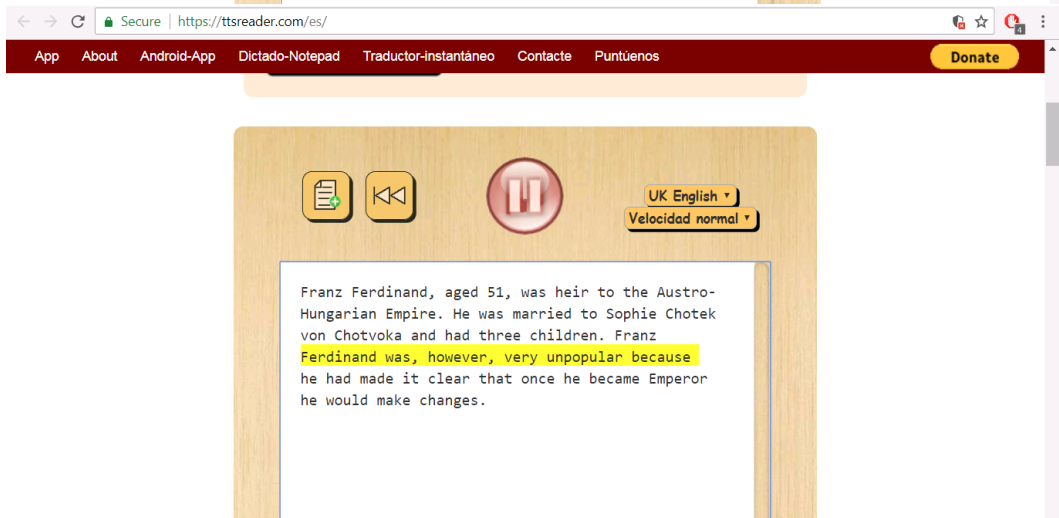 Secure | https://ttsreader.com/es/
4
App About Android-App Dictado-Notepad Traductor-instantáneo Contacte Puntúenos Donate
UK English
Velocidad normal
Franz Ferdinand, aged 51, was heir to the Austro-
Hungarian Empire. He was married to Sophie Chotek
von Chotvoka and had three children. Franz
Ferdinand was, however, very unpopular because
he had made it clear that once he became Emperor
he would make changes.